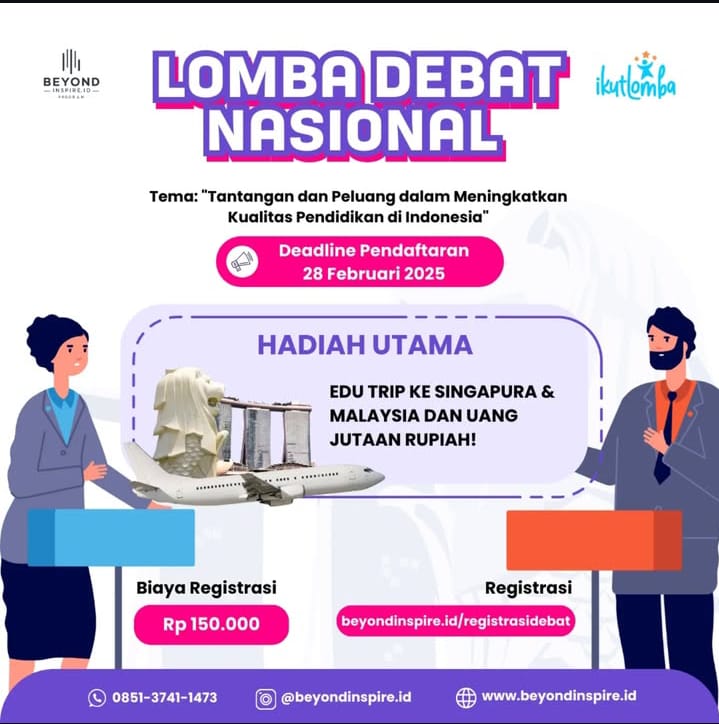 BEYOND
INSPIRE.ID
LOMBA DEBAT
NASIONAL
ikutlomba
Tema: "Tantangan dan Peluang dalam Meningkatkan
Kualitas Pendidikan di Indonesia"
Deadline Pendaftaran
28 Februari 2025
HADIAH UTAMA
EDU TRIP KE SINGAPURA &
MALAYSIA DAN UANG
JUTAAN RUPIAH!
Biaya Registrasi
Rp 150.000
Registrasi
beyondinspire.id/registrasidebat
0851-3741-1473
@beyondinspire.id
www.beyondinspire.id